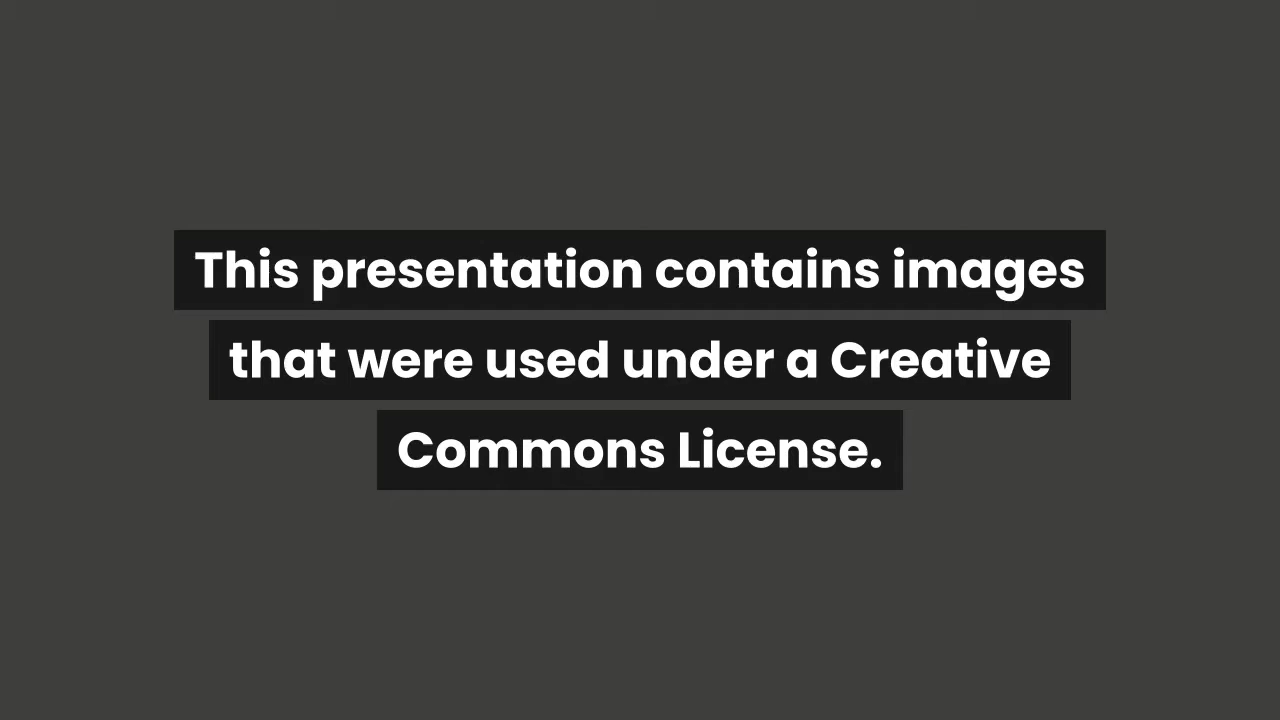 This presentation contains images
that were used under a Creative
Commons License.